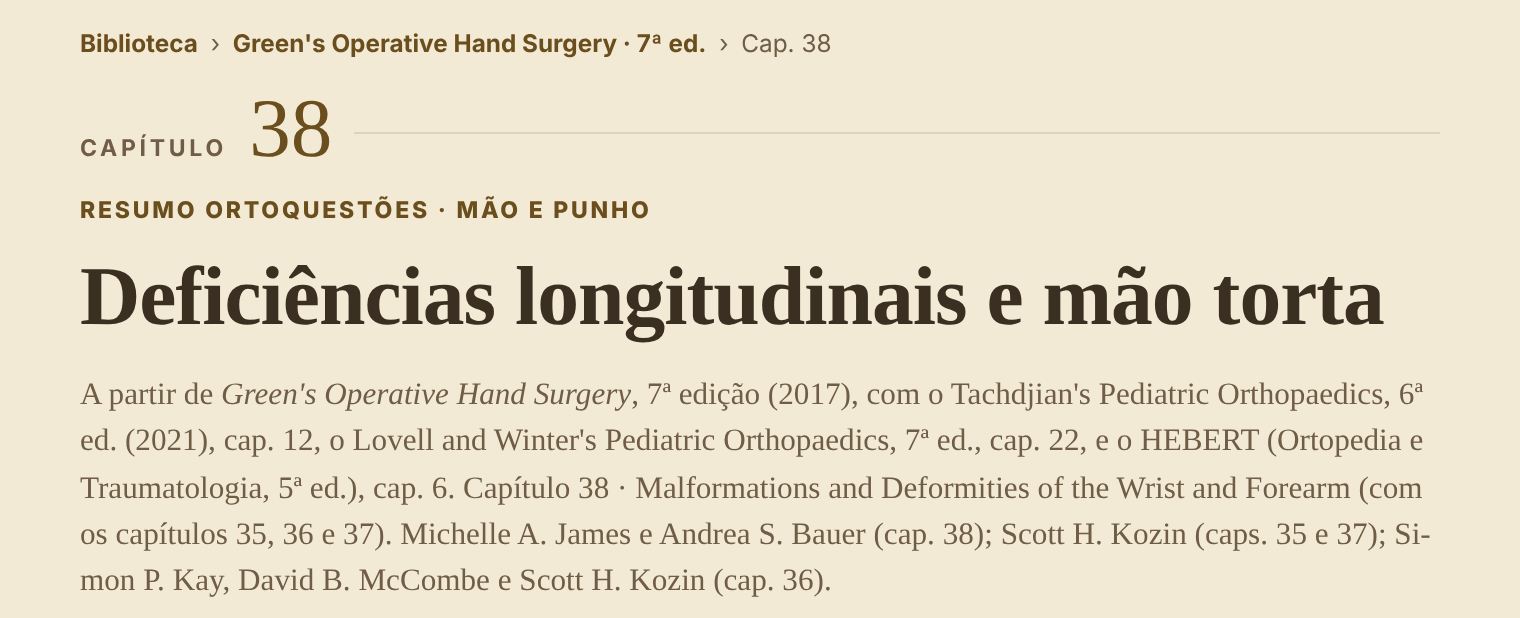 Biblioteca › Green's Operative Hand Surgery · 7ª ed. › Cap. 38
CAPÍTULO 38
RESUMO ORTOQUESTÕES · MÃO E PUNHO
Deficiências longitudinais e mão torta
A partir de Green's Operative Hand Surgery, 7ª edição (2017), com o Tachdjian's Pediatric Orthopaedics, 6ª
ed. (2021), cap. 12, o Lovell and Winter's Pediatric Orthopaedics, 7ª ed., cap. 22, e o HEBERT (Ortopedia e
Traumatologia, 5ª ed.), cap. 6. Capítulo 38 · Malformations and Deformities of the Wrist and Forearm (com
os capítulos 35, 36 e 37). Michelle A. James e Andrea S. Bauer (cap. 38); Scott H. Kozin (caps. 35 e 37); Si-
mon P. Kay, David B. McCombe e Scott H. Kozin (cap. 36).